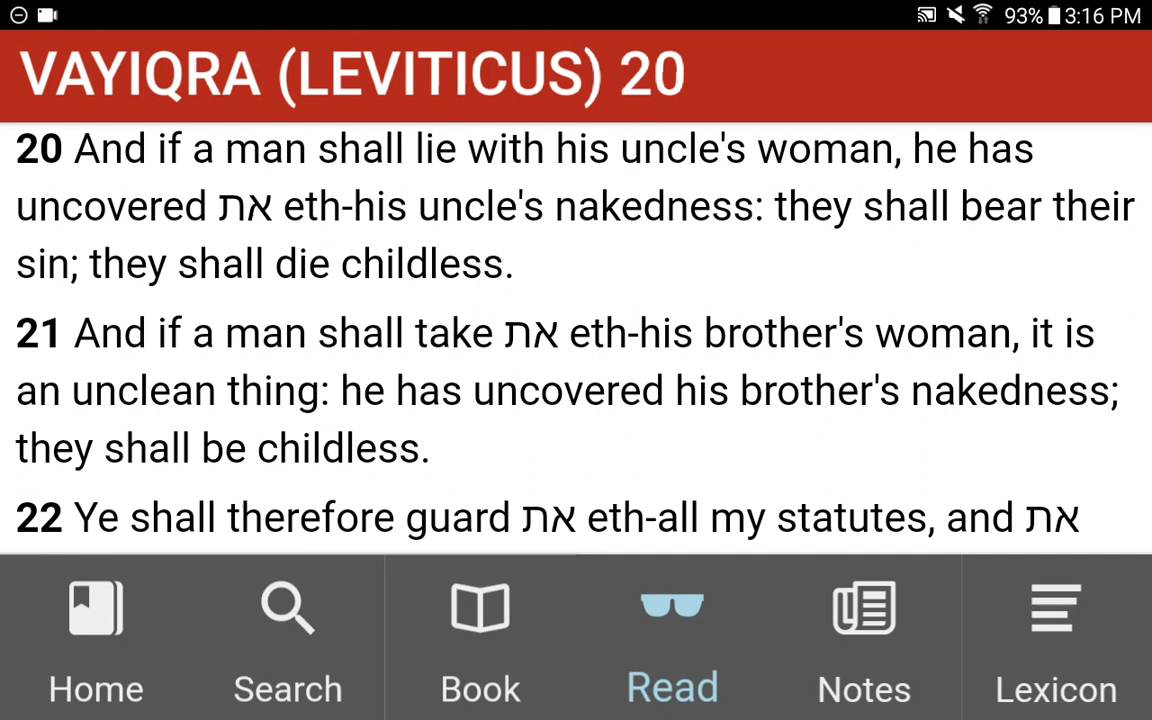 93% 3:16 PM
VAYIQRA (LEVITICUS) 20
20 And if a man shall lie with his uncle's woman, he has
uncovered את eth-his uncle's nakedness: they shall bear their
sin; they shall die childless.
21 And if a man shall take את eth-his brother's woman, it is
an unclean thing: he has uncovered his brother's nakedness;
they shall be childless.
22 Ye shall therefore guard את eth-all my statutes, and את
Home Search Book Read Notes Lexicon